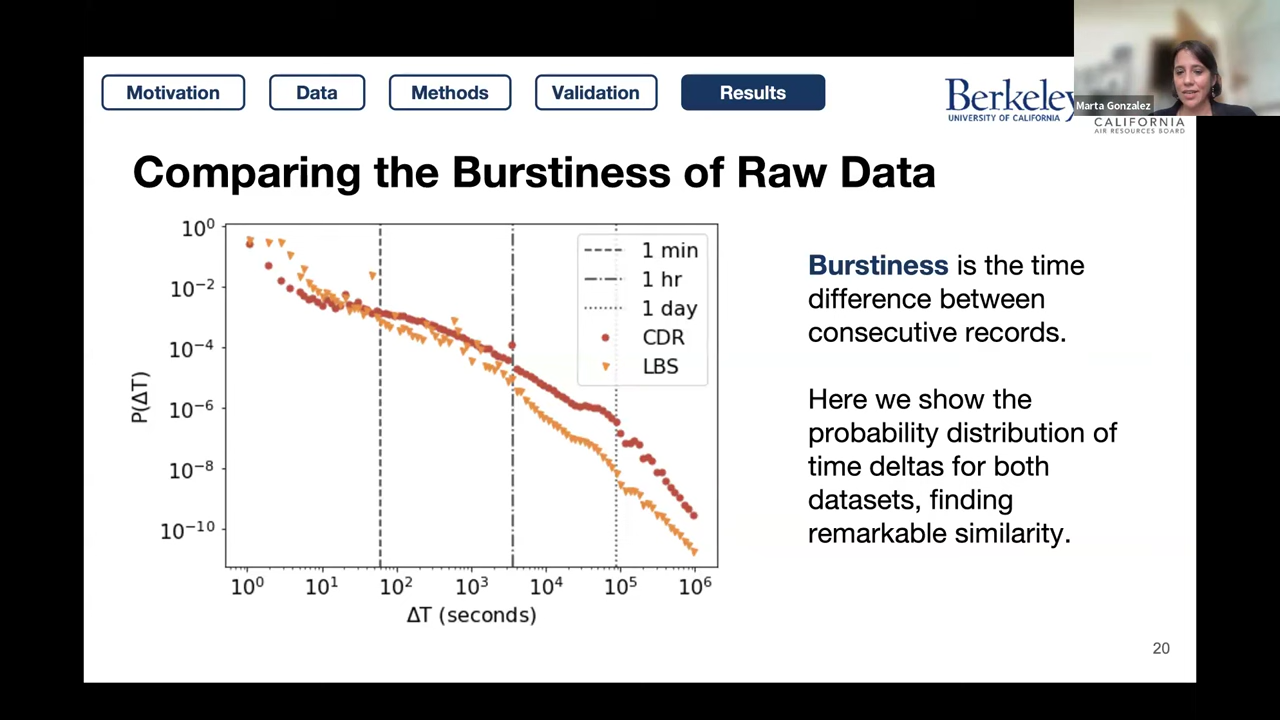 Motivation
Data
Methods
Validation
Results
Berkeley
UNIVERSITY OF CALIFORNIA
CALIFORNIA
AIR RESOURCES BOARD
Marta Gonzalez
Comparing the Burstiness of Raw Data
10⁰
10⁻²
10⁻⁴
10⁻⁶
10⁻⁸
10⁻¹⁰
P(ΔT)
1 min
1 hr
1 day
CDR
LBS
10⁰ 10¹ 10² 10³ 10⁴ 10⁵ 10⁶
ΔT (seconds)
Burstiness is the time
difference between
consecutive records.
Here we show the
probability distribution of
time deltas for both
datasets, finding
remarkable similarity.
20